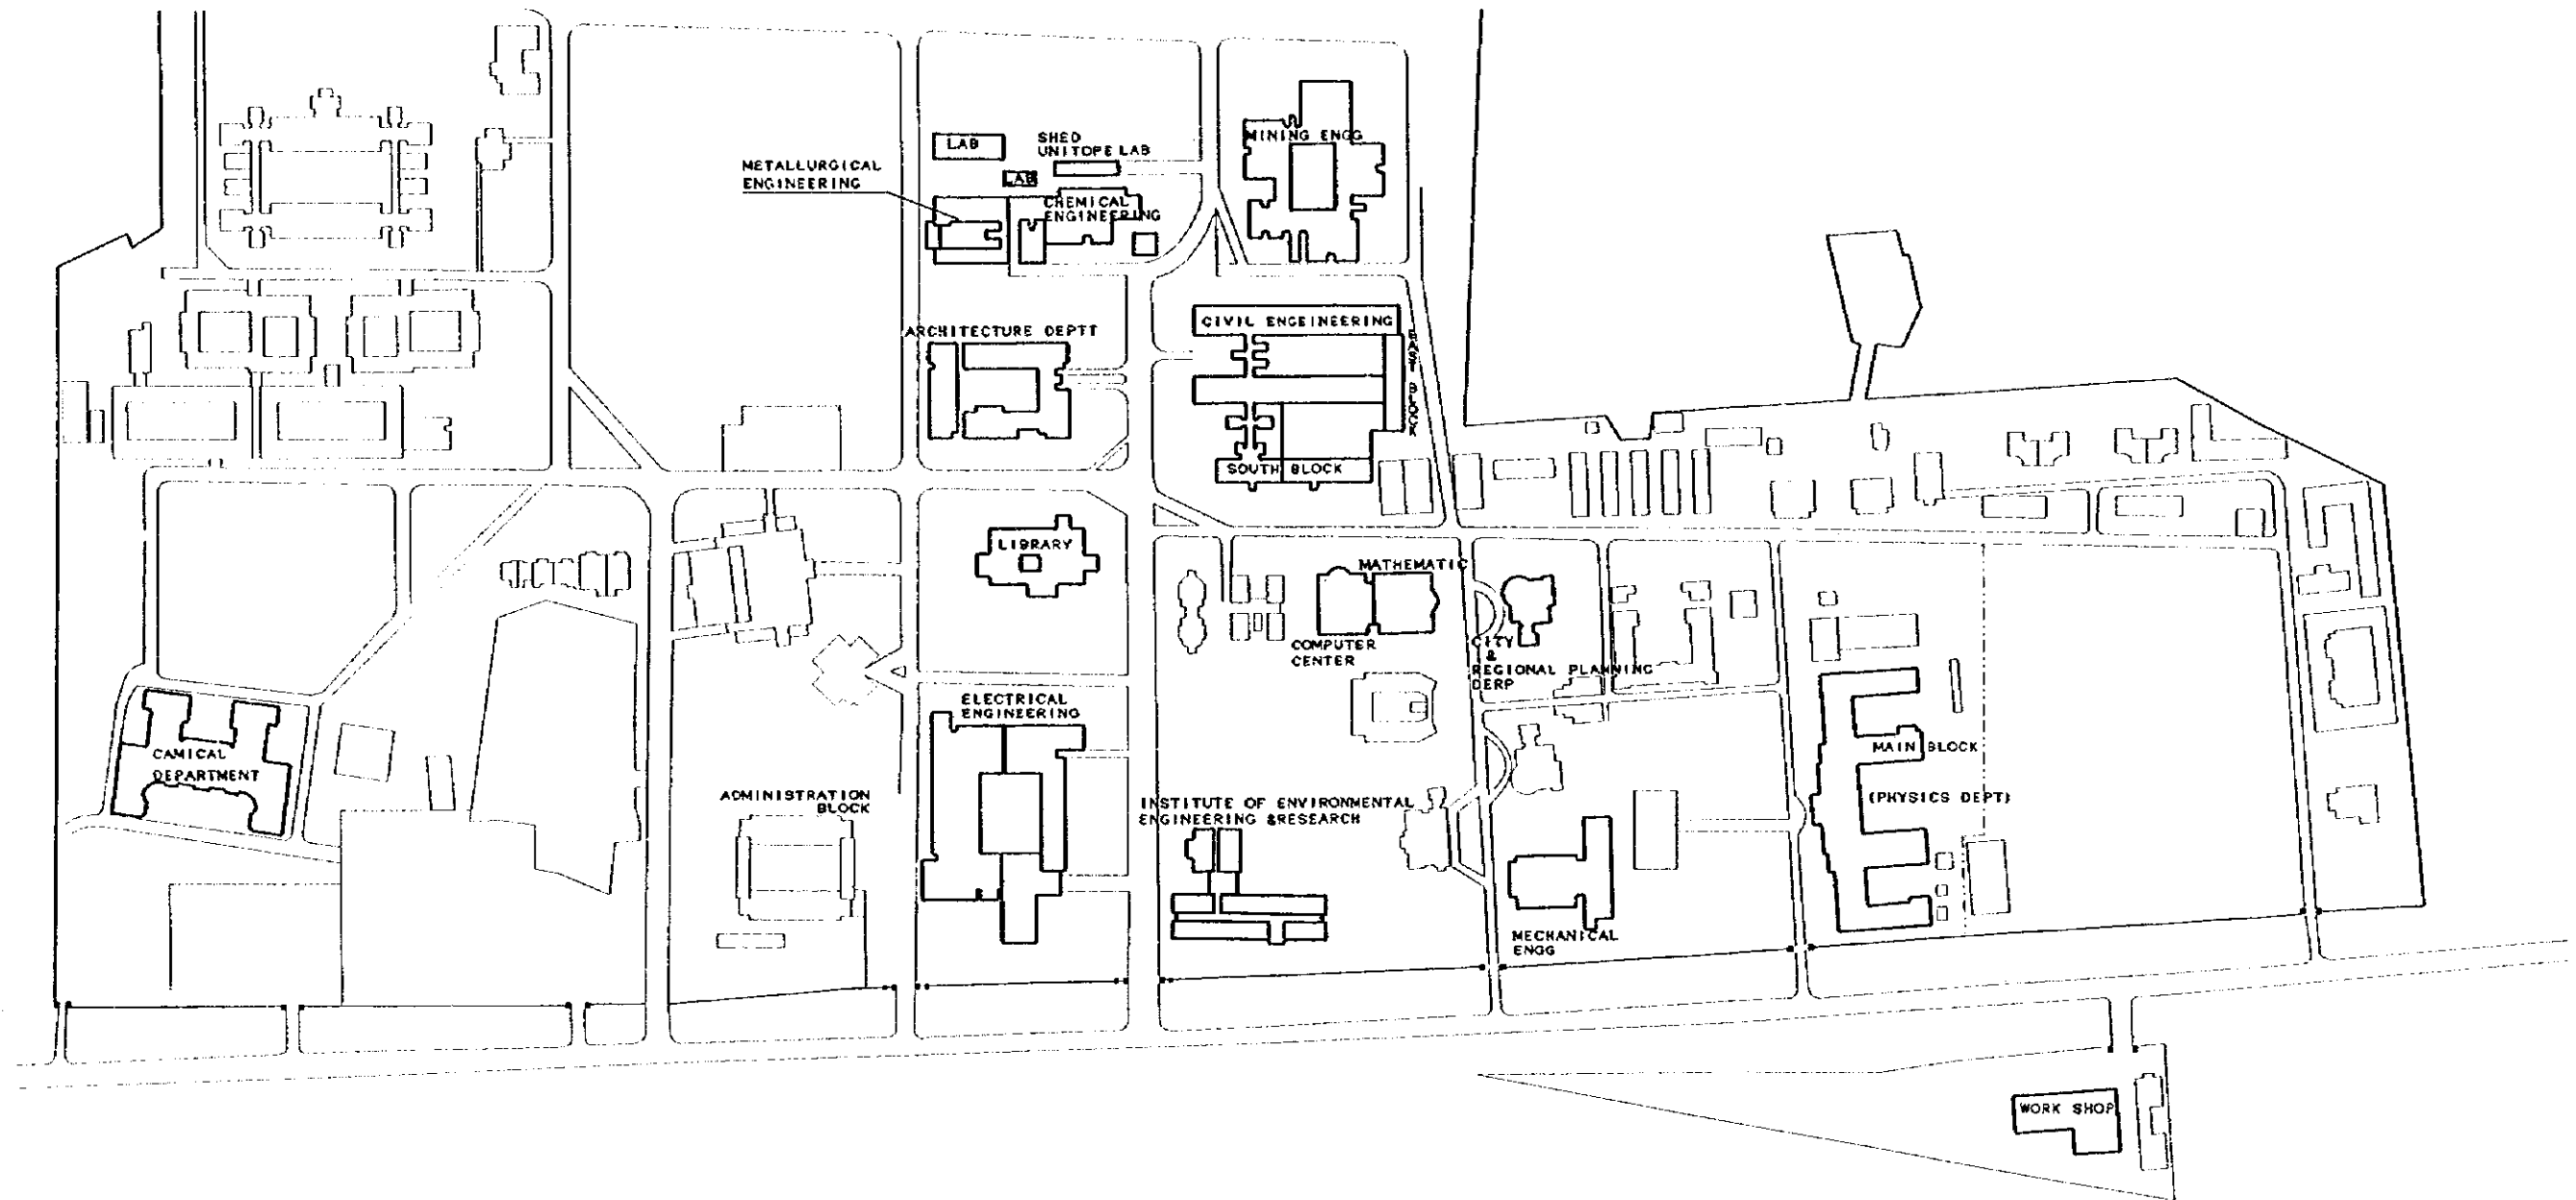 LAB
SHED
UNITOPE LAB
MINING ENGG
METALLURGICAL
ENGINEERING
LAB
CHEMICAL
ENGINEERING
ARCHITECTURE DEPTT
CIVIL ENGEINEERING
EAST BLOCK
SOUTH BLOCK
LIBRARY
MATHEMATIC
COMPUTER
CENTER
CITY
&
REGIONAL PLANNING
DERP
ELECTRICAL
ENGINEERING
CAMICAL
DEPARTMENT
MAIN BLOCK
(PHYSICS DEPT)
ADMINISTRATION
BLOCK
INSTITUTE OF ENVIRONMENTAL
ENGINEERING &RESEARCH
MECHANICAL
ENGG
WORK SHOP